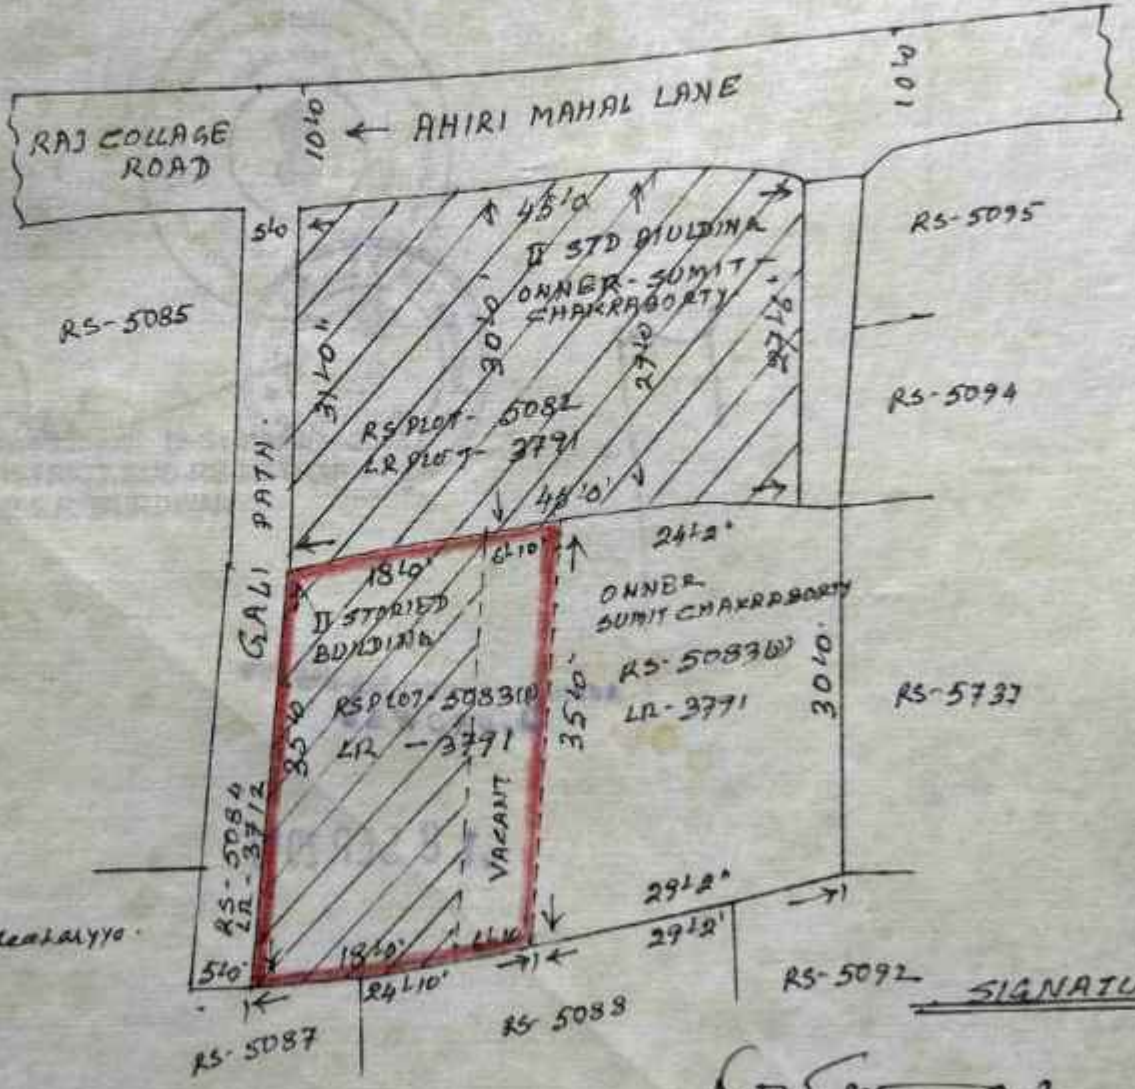 RAJ COLLAGE
ROAD
10'0
← AHIRI MAHAL LANE
10'0
5'0
45'0
II STD BIULDINA
ONNER - SUMIT -
CHAKRABORTY
31'0"
30'0'
29'0
27'6"
RS PLOT - 5082
LR PLOT - 3791
45'0'
RS-5085
GALI PATH.
RS-5095
RS-5094
RS-5737
18'0'
6'10
24'2"
II STORIED
BUILDING
RS PLOT-5083(P)
LR - 3791
35'0
VACANT
35'0'
ONNER
SUMIT CHAKRABORTY
RS-5083(P)
LR-3791
30'0'
RS-5084
LR-3712
5'0'
18'0'
6'10
24'10'
29'2"
29'2'
RS-5087
RS-5088
RS-5092
SIGNATU